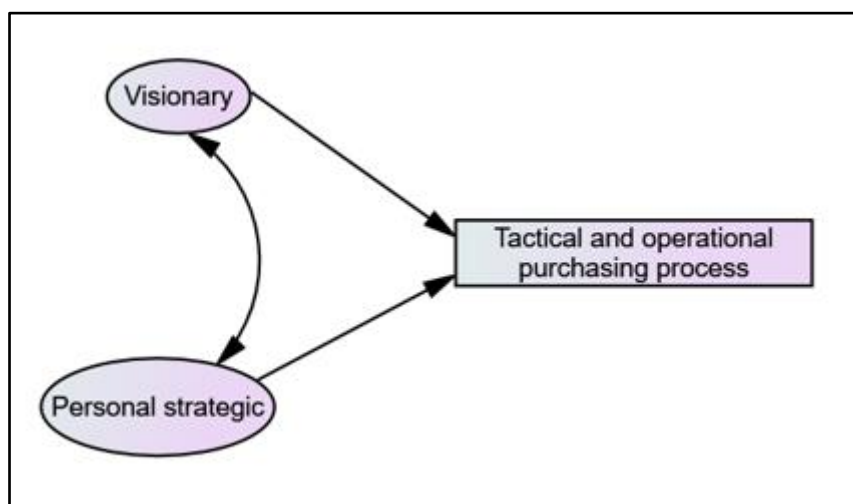 Visionary
Tactical and operational
purchasing process
Personal strategic